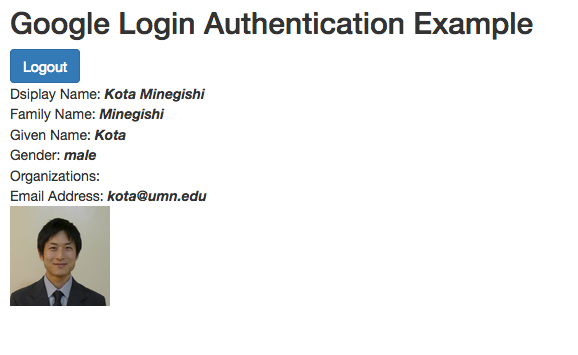 Google Login Authentication Example
Logout
Dsiplay Name: Kota Minegishi
Family Name: Minegishi
Given Name: Kota
Gender: male
Organizations:
Email Address: kota@umn.edu